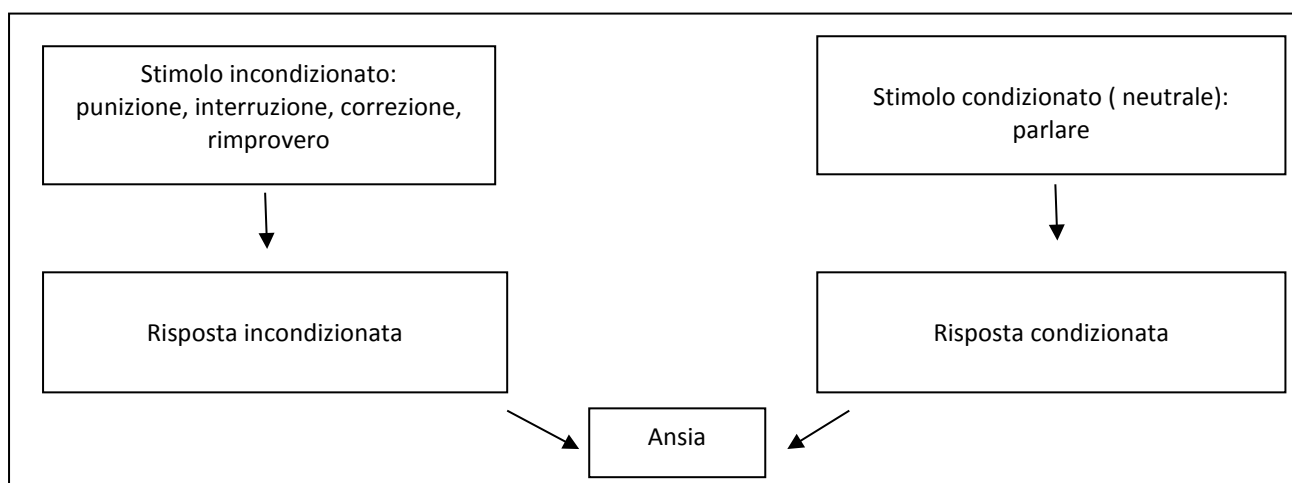 Stimolo incondizionato:
punizione, interruzione, correzione,
rimprovero
Stimolo condizionato ( neutrale):
parlare
Risposta incondizionata
Risposta condizionata
Ansia